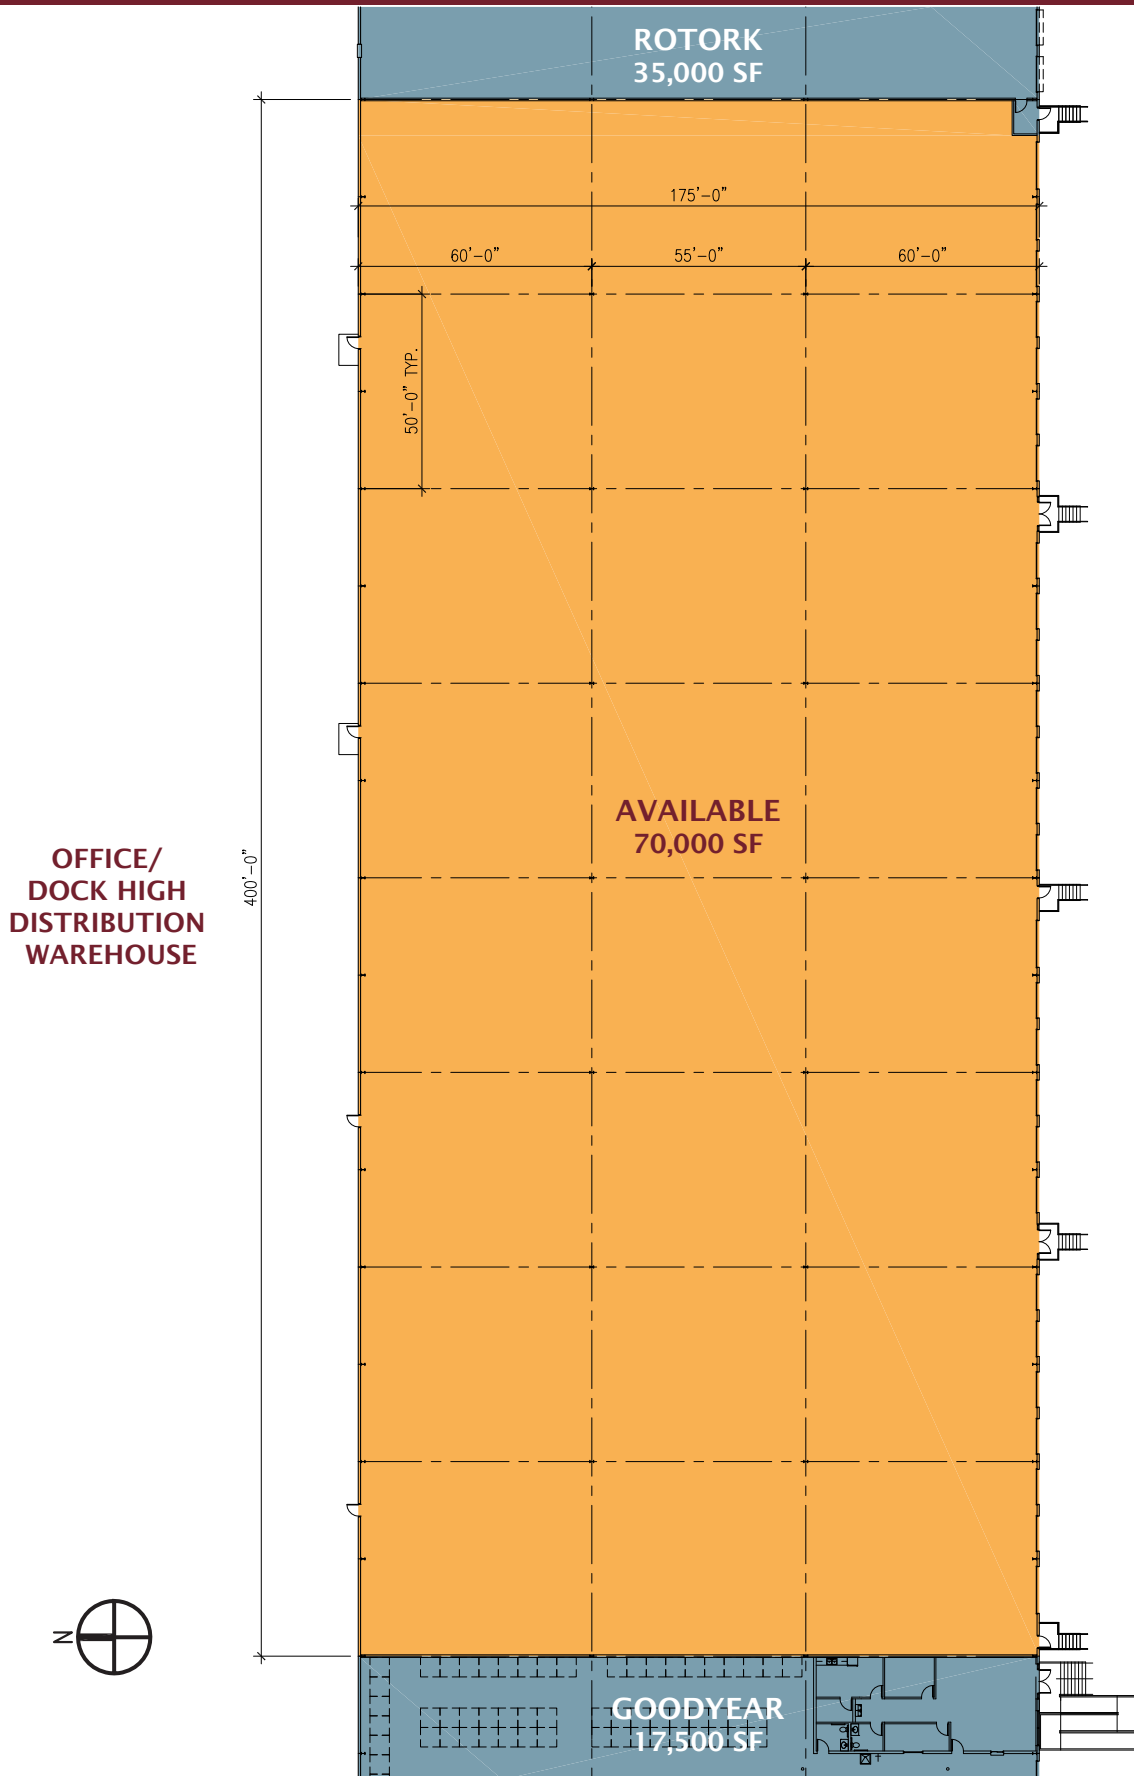 ROTORK
35,000 SF
175'-0"
60'-0"
55'-0"
60'-0"
50'-0" TYP.
AVAILABLE
70,000 SF
400'-0"
OFFICE/
DOCK HIGH
DISTRIBUTION
WAREHOUSE
N
GOODYEAR
17,500 SF